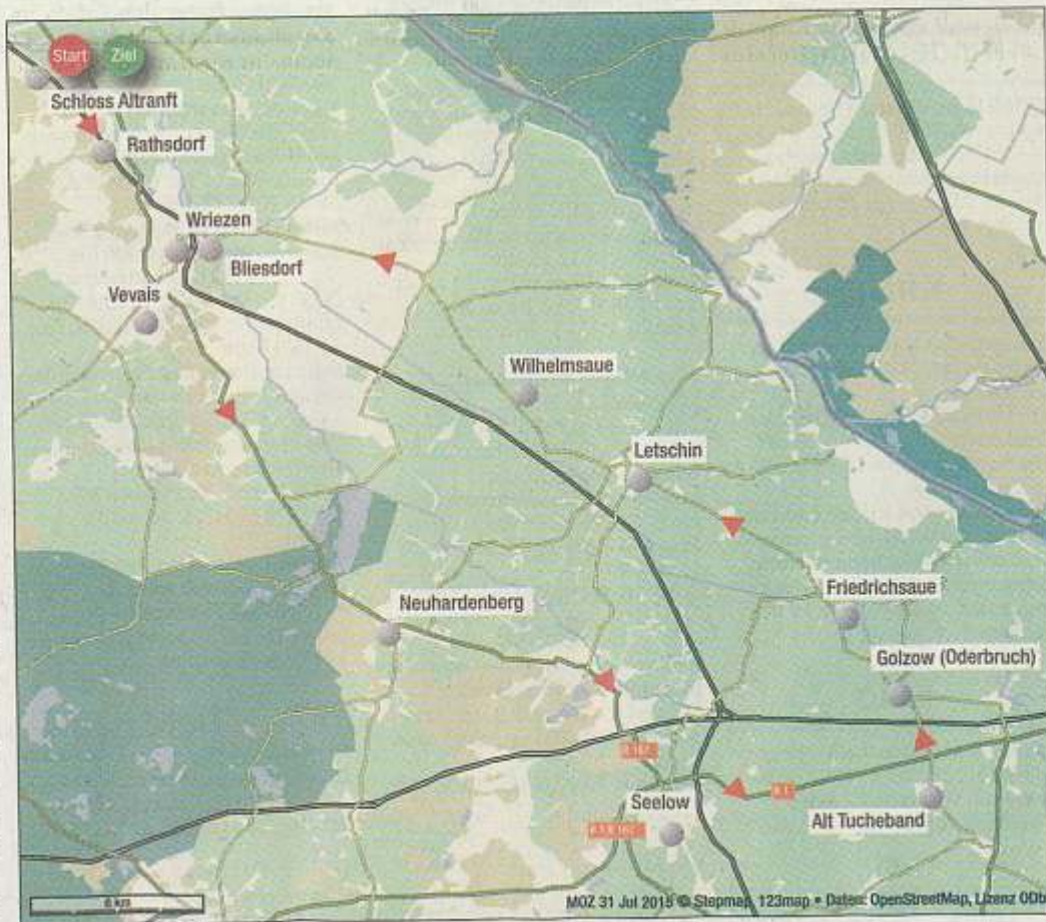 Start
Ziel
Schloss Altranft
Rathsdorf
Wriezen
Bliesdorf
Vevais
Wilhelmsaue
Letschin
Friedrichsaue
Neuhardenberg
Golzow (Oderbruch)
Seelow
Alt Tucheband
MOZ 31 Jul 2015 © Stepmap, 123map • Daten: OpenStreetMap, Lizenz ODb